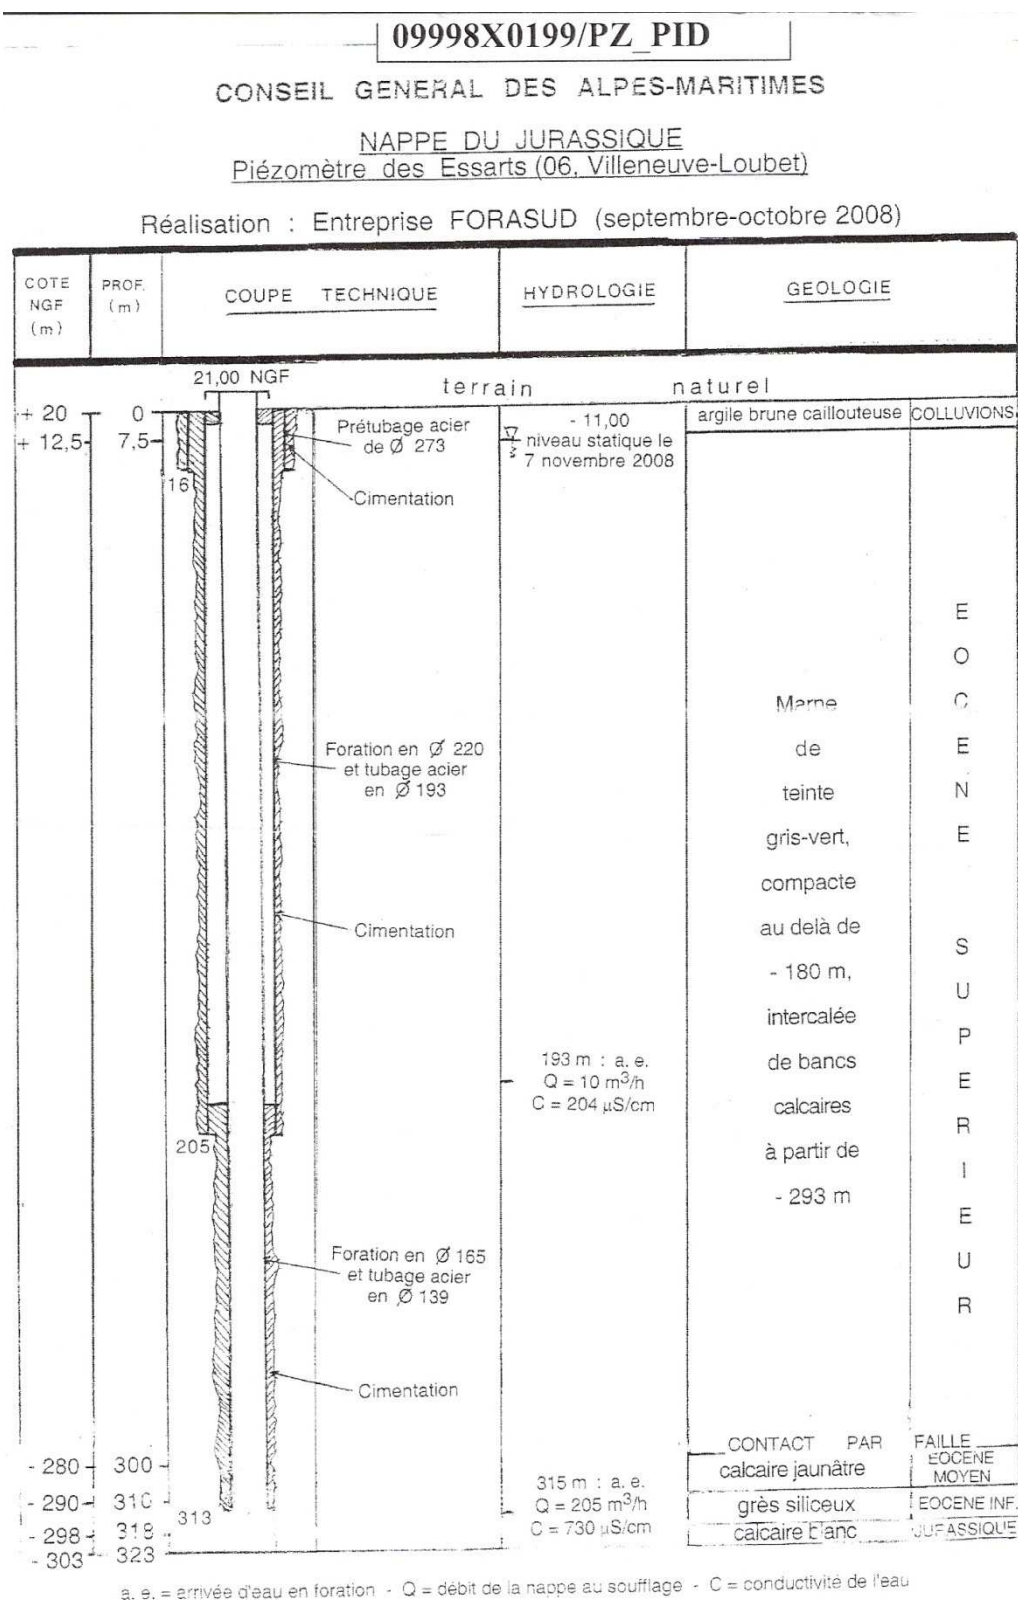 09998X0199/PZ_PID
CONSEIL GENERAL DES ALPES-MARITIMES
NAPPE DU JURASSIQUE
Piézomètre des Essarts (06, Villeneuve-Loubet)
Réalisation : Entreprise FORASUD (septembre-octobre 2008)
COTE
NGF
(m)
PROF.
(m)
COUPE TECHNIQUE
HYDROLOGIE
GEOLOGIE
21,00 NGF
terrain naturel
+ 20
0
+ 12,5
7,5
16
Prétubage acier
de Ø 273
Cimentation
- 11,00
niveau statique le
7 novembre 2008
argile brune caillouteuse
COLLUVIONS
Foration en Ø 220
et tubage acier
en Ø 193
Cimentation
193 m : a. e.
Q = 10 m³/h
C = 204 µS/cm
205
Foration en Ø 165
et tubage acier
en Ø 139
Cimentation
Marne
de
teinte
gris-vert,
compacte
au delà de
- 180 m,
intercalée
de bancs
calcaires
à partir de
- 293 m
EOCENE SUPERIEUR
CONTACT PAR FAILLE
- 280
300
calcaire jaunâtre
EOCENE
MOYEN
- 290
310
313
315 m : a. e.
Q = 205 m³/h
C = 730 µS/cm
grès siliceux
EOCENE INF.
- 298
318
calcaire blanc
JURASSIQUE
- 303
323
a. e. = arrivée d'eau en foration - Q = débit de la nappe au soufflage - C = conductivité de l'eau